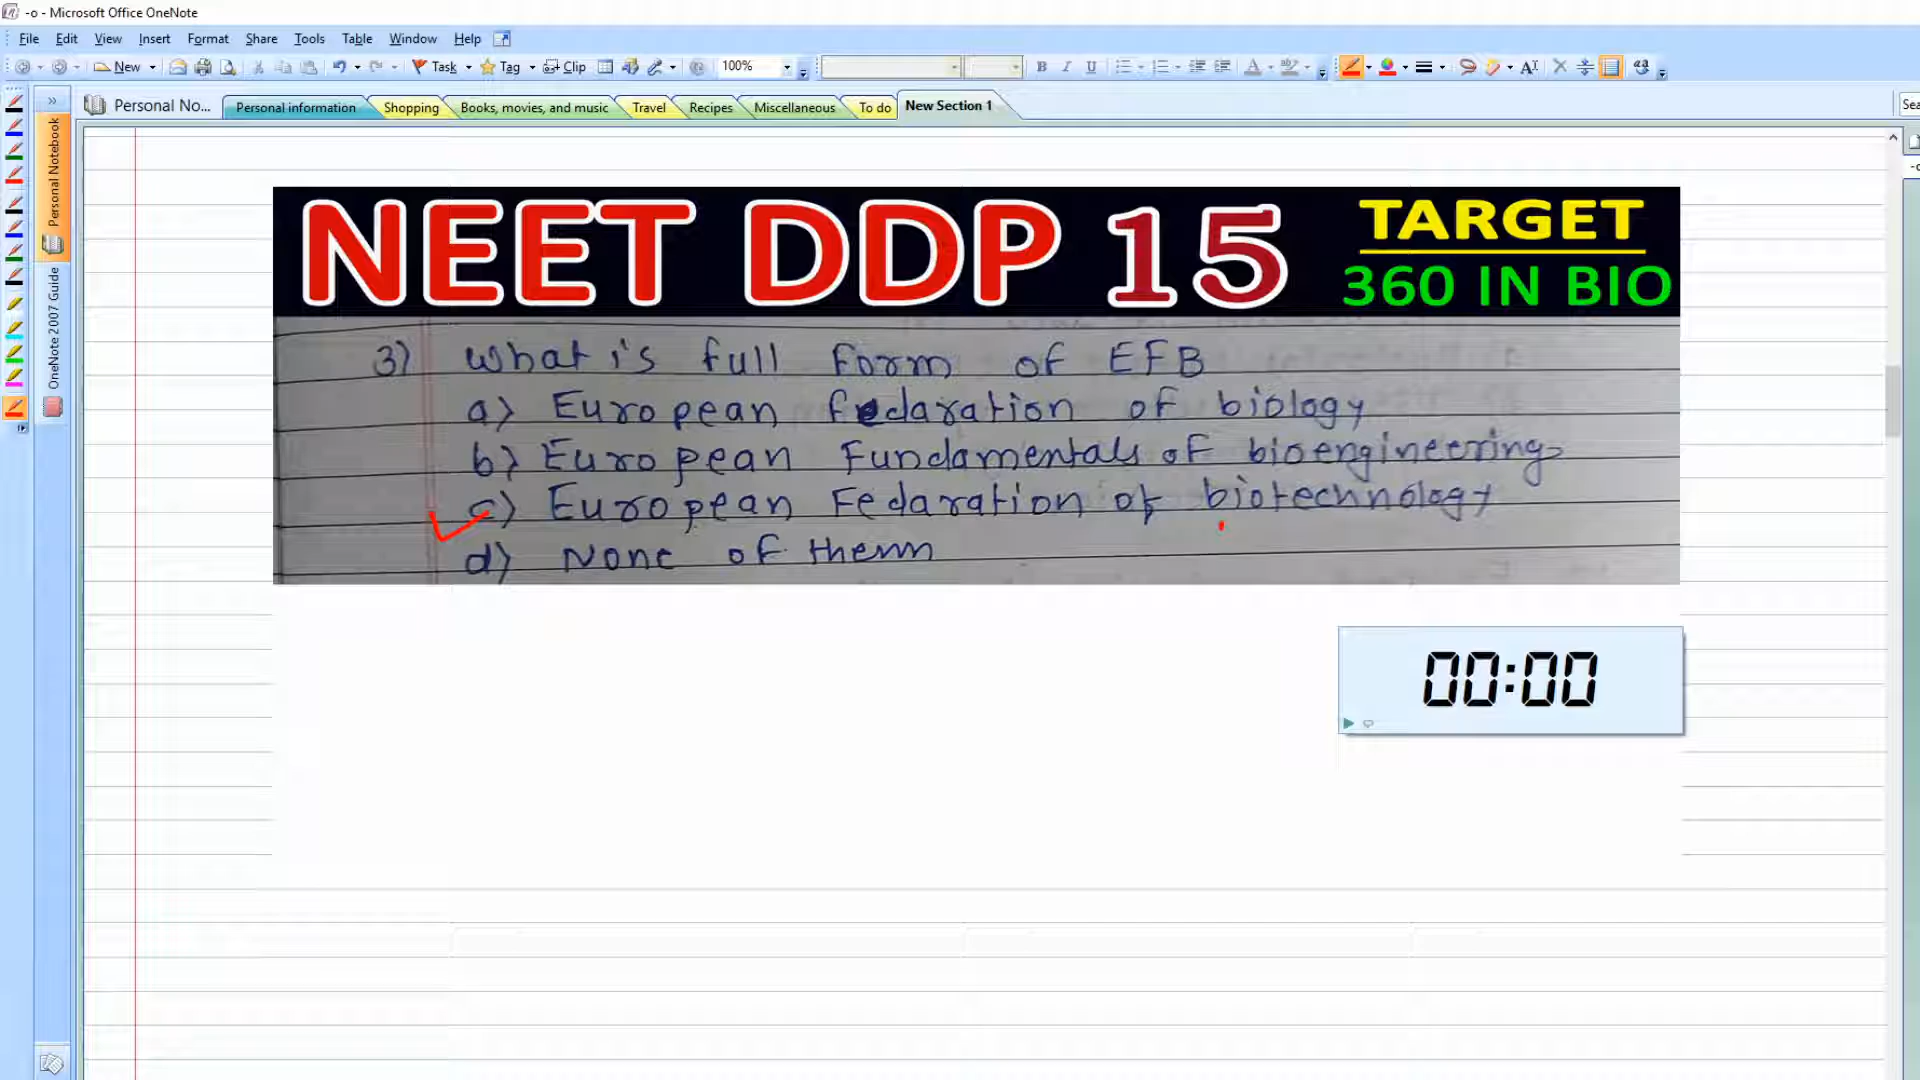 -o - Microsoft Office OneNote
File Edit View Insert Format Share Tools Table Window Help
New Task Tag Clip 100%
Personal No... Personal information Shopping Books, movies, and music Travel Recipes Miscellaneous To do New Section 1
Sea
Personal Notebook
OneNote 2007 Guide
NEET DDP 15 TARGET
360 IN BIO
3) What is full form of EFB
a) European fedaration of biology
b) European Fundamentals of bioengineering
c) European Fedaration of biotechnology
d) None of them
00:00